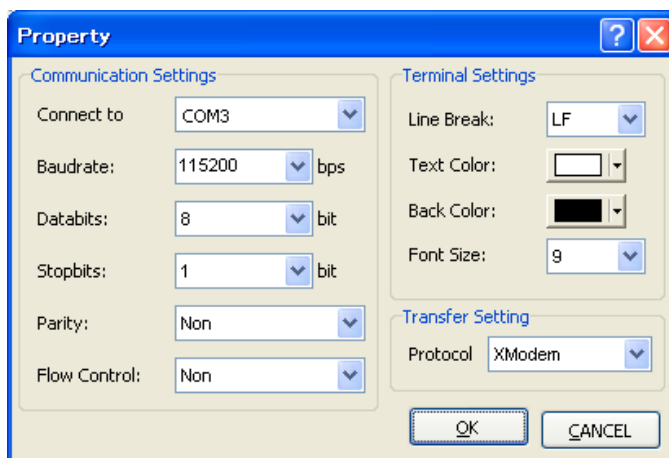 Property
Communication Settings
Connect to COM3
Baudrate: 115200 bps
Databits: 8 bit
Stopbits: 1 bit
Parity: Non
Flow Control: Non
Terminal Settings
Line Break: LF
Text Color:
Back Color:
Font Size: 9
Transfer Setting
Protocol XModem
OK CANCEL